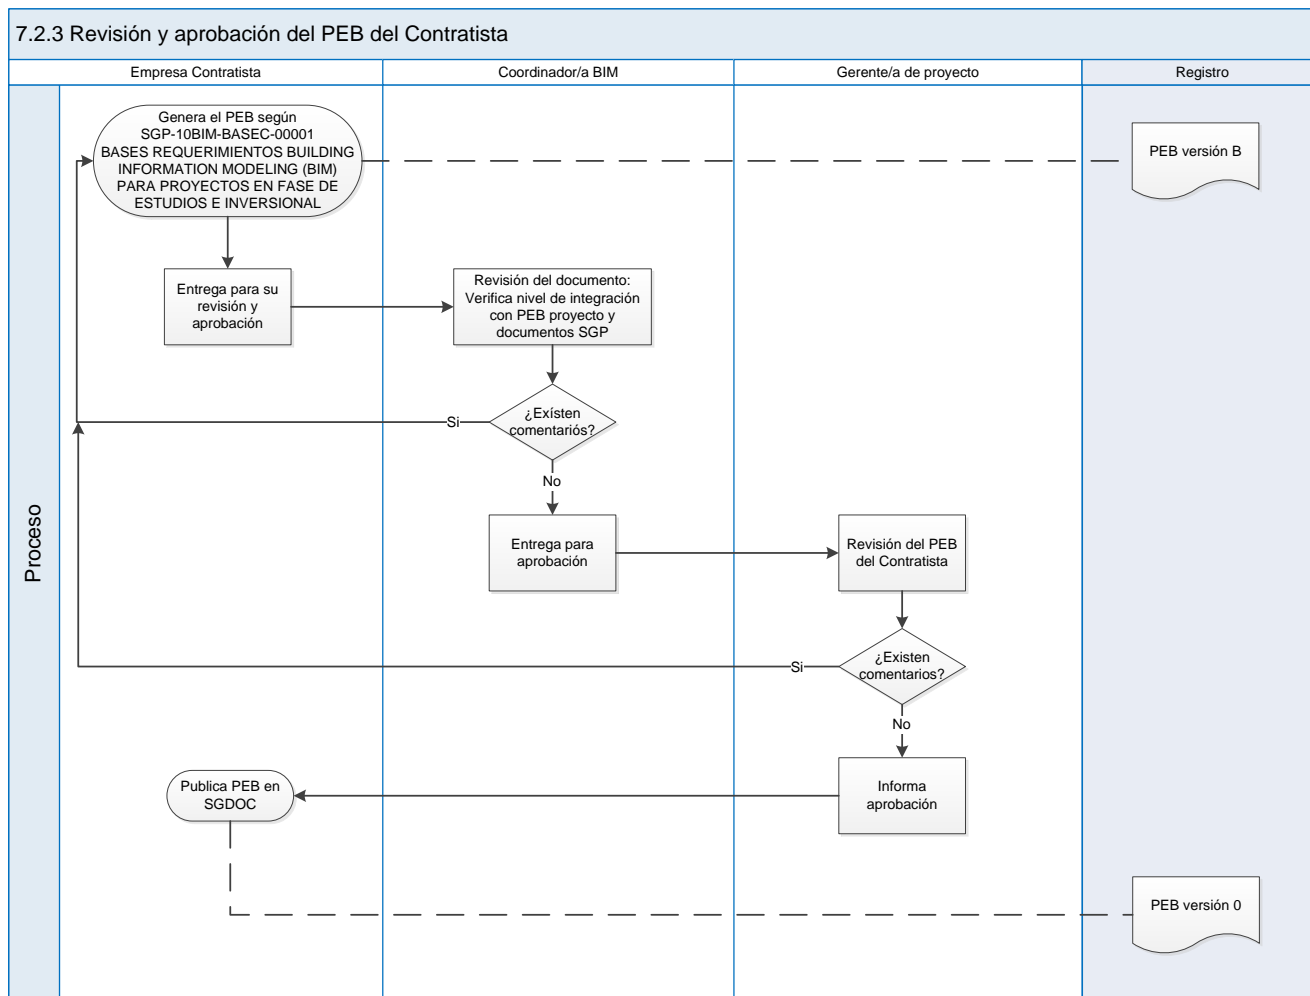 7.2.3 Revisión y aprobación del PEB del Contratista
Empresa Contratista
Coordinador/a BIM
Gerente/a de proyecto
Registro
Proceso
Genera el PEB según
SGP-10BIM-BASEC-00001
BASES REQUERIMIENTOS BUILDING
INFORMATION MODELING (BIM)
PARA PROYECTOS EN FASE DE
ESTUDIOS E INVERSIONAL
PEB versión B
Entrega para su
revisión y
aprobación
Revisión del documento:
Verifica nivel de integración
con PEB proyecto y
documentos SGP
¿Exísten
comentariós?
Si
No
Entrega para
aprobación
Revisión del PEB
del Contratista
¿Existen
comentarios?
Si
No
Informa
aprobación
Publica PEB en
SGDOC
PEB versión 0